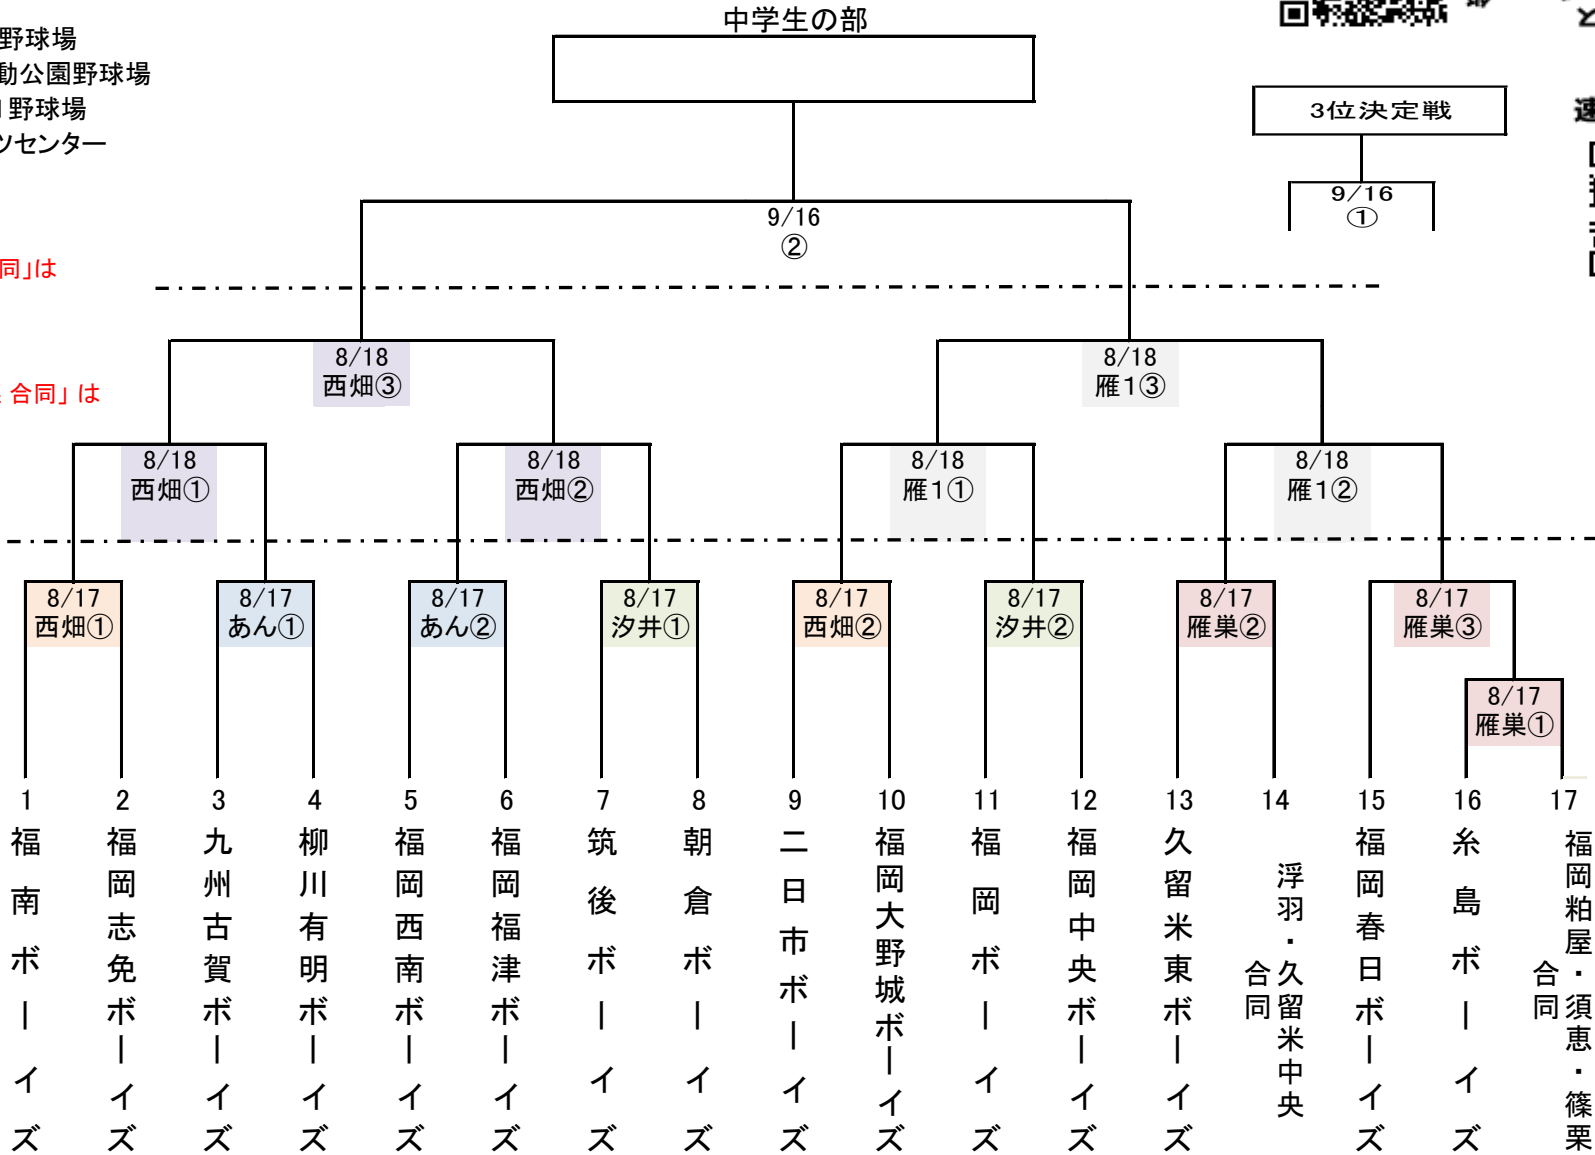 中学生の部
野球場
動公園野球場
野球場
ツセンター
3位決定戦
速
9/16
①
9/16
②
同」は
合同」は
8/18
西畑③
8/18
雁1③
8/18
西畑①
8/18
西畑②
8/18
雁1①
8/18
雁1②
8/17
西畑①
8/17
あん①
8/17
あん②
8/17
汐井①
8/17
西畑②
8/17
汐井②
8/17
雁巣②
8/17
雁巣③
8/17
雁巣①
1
福南ボーイズ
2
福岡志免ボーイズ
3
九州古賀ボーイズ
4
柳川有明ボーイズ
5
福岡西南ボーイズ
6
福岡福津ボーイズ
7
筑後ボーイズ
8
朝倉ボーイズ
9
二日市ボーイズ
10
福岡大野城ボーイズ
11
福岡ボーイズ
12
福岡中央ボーイズ
13
久留米東ボーイズ
14
浮羽・久留米中央
合同
15
福岡春日ボーイズ
16
糸島ボーイズ
17
福岡粕屋・須恵・篠栗
合同